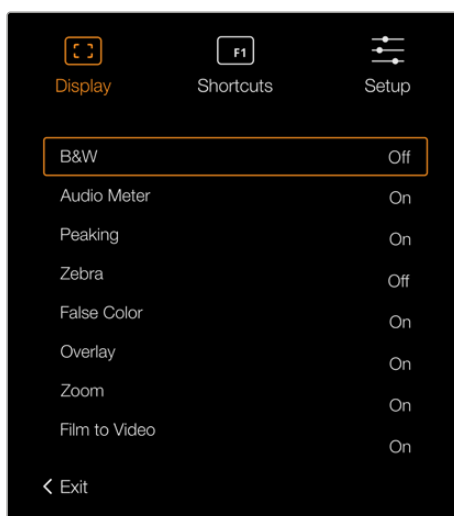 F1
Display Shortcuts Setup
B&W Off
Audio Meter On
Peaking On
Zebra Off
False Color On
Overlay On
Zoom On
Film to Video On
Exit